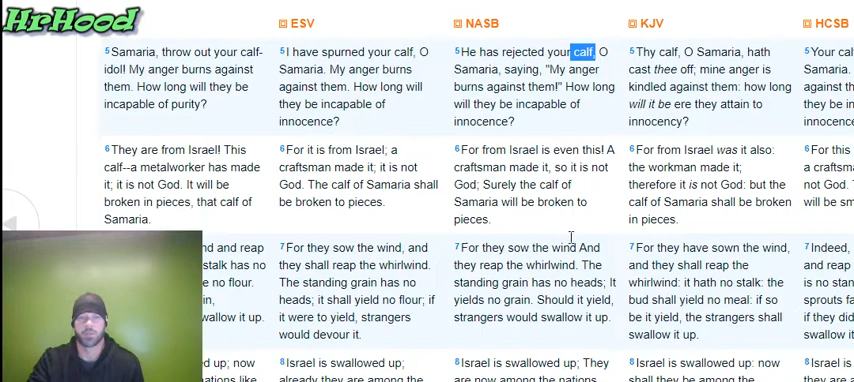 HrHood
ESV
NASB
KJV
HCSB
5 Samaria, throw out your calf-
idol! My anger burns against
them. How long will they be
incapable of purity?
6 They are from Israel! This
calf--a metalworker has made
it; it is not God. It will be
broken in pieces, that calf of
Samaria.
nd and reap
stalk has no
e no flour.
in,
wallow it up.
ed up; now
nations like
5 I have spurned your calf, O
Samaria. My anger burns
against them. How long will
they be incapable of
innocence?
6 For it is from Israel; a
craftsman made it; it is not
God. The calf of Samaria shall
be broken to pieces.
7 For they sow the wind, and
they shall reap the whirlwind.
The standing grain has no
heads; it shall yield no flour; if
it were to yield, strangers
would devour it.
8 Israel is swallowed up;
already they are among the
5 He has rejected your calf, O
Samaria, saying, "My anger
burns against them!" How long
will they be incapable of
innocence?
6 For from Israel is even this! A
craftsman made it, so it is not
God; Surely the calf of
Samaria will be broken to
pieces.
7 For they sow the wind And
they reap the whirlwind. The
standing grain has no heads; It
yields no grain. Should it yield,
strangers would swallow it up.
8 Israel is swallowed up; They
are now among the nations
5 Thy calf, O Samaria, hath
cast thee off; mine anger is
kindled against them: how long
will it be ere they attain to
innocency?
6 For from Israel was it also:
the workman made it;
therefore it is not God: but the
calf of Samaria shall be broken
in pieces.
7 For they have sown the wind,
and they shall reap the
whirlwind: it hath no stalk: the
bud shall yield no meal: if so
be it yield, the strangers shall
swallow it up.
8 Israel is swallowed up: now
shall they be among the
5 Your cal
Samaria.
against th
will they b
innocence
6 For this
a craftsma
not God. T
will be sm
7 Indeed,
and reap
is no stan
sprouts fa
if they did
swallow it
8 Israel is
they are a